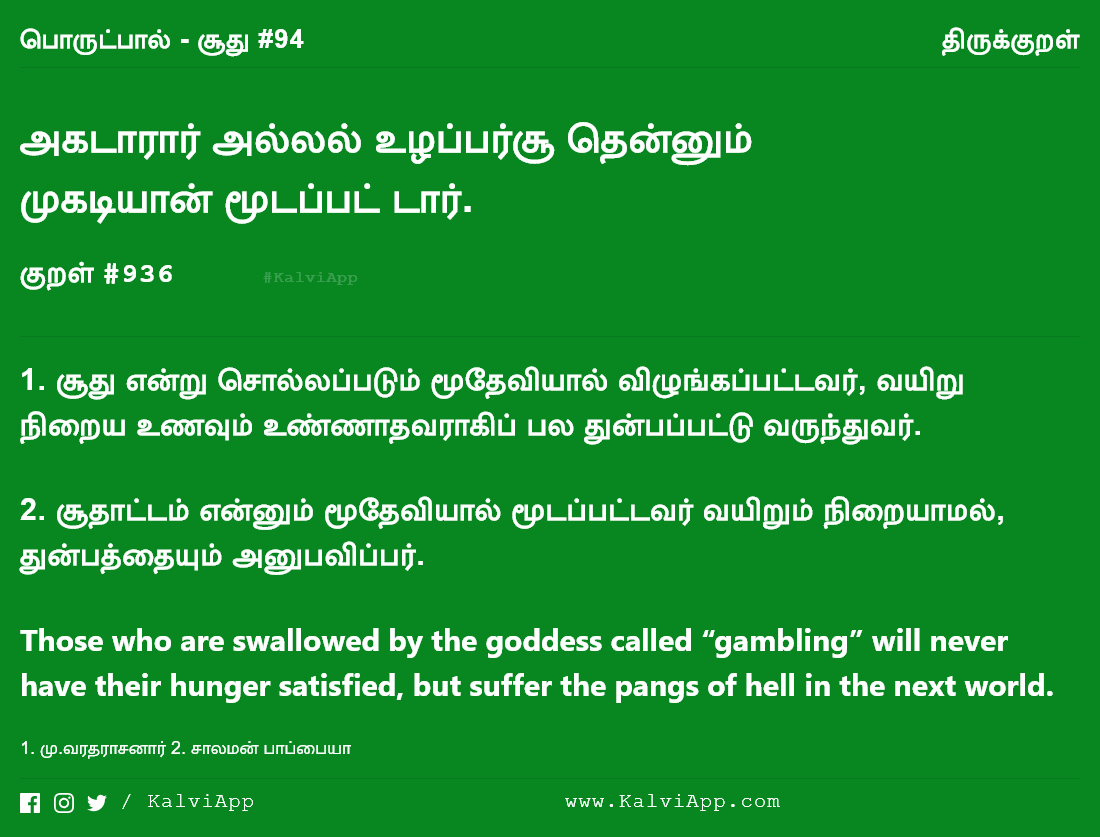 பொருட்பால் - சூது #94 திருக்குறள்
அகடாரார் அல்லல் உழப்பர்சூ தென்னும்
முகடியான் மூடப்பட் டார்.
குறள் #936 #KalviApp
1. சூது என்று சொல்லப்படும் மூதேவியால் விழுங்கப்பட்டவர், வயிறு
நிறைய உணவும் உண்ணாதவராகிப் பல துன்பப்பட்டு வருந்துவர்.
2. சூதாட்டம் என்னும் மூதேவியால் மூடப்பட்டவர் வயிறும் நிறையாமல்,
துன்பத்தையும் அனுபவிப்பர்.
Those who are swallowed by the goddess called “gambling” will never
have their hunger satisfied, but suffer the pangs of hell in the next world.
1. மு.வரதராசனார் 2. சாலமன் பாப்பையா
/ KalviApp www.KalviApp.com